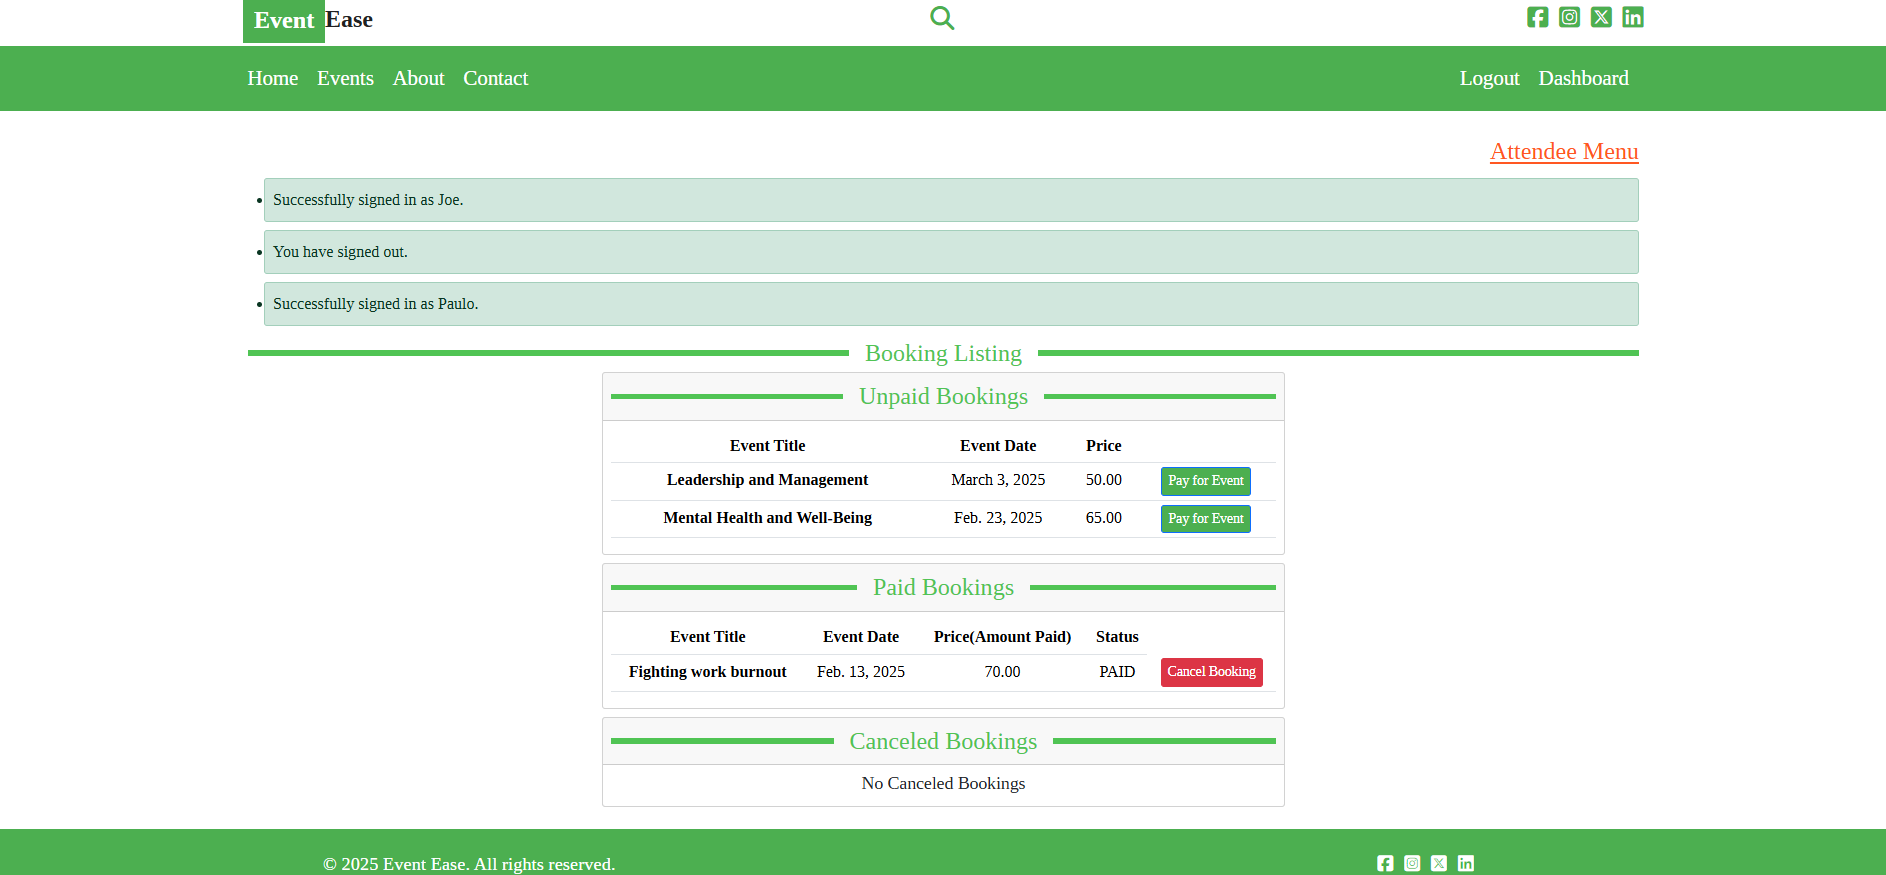 Event Ease
Home Events About Contact Logout Dashboard
Attendee Menu
Successfully signed in as Joe.
You have signed out.
Successfully signed in as Paulo.
Booking Listing
Unpaid Bookings
Event Title Event Date Price
Leadership and Management March 3, 2025 50.00 Pay for Event
Mental Health and Well-Being Feb. 23, 2025 65.00 Pay for Event
Paid Bookings
Event Title Event Date Price(Amount Paid) Status
Fighting work burnout Feb. 13, 2025 70.00 PAID Cancel Booking
Canceled Bookings
No Canceled Bookings
© 2025 Event Ease. All rights reserved.